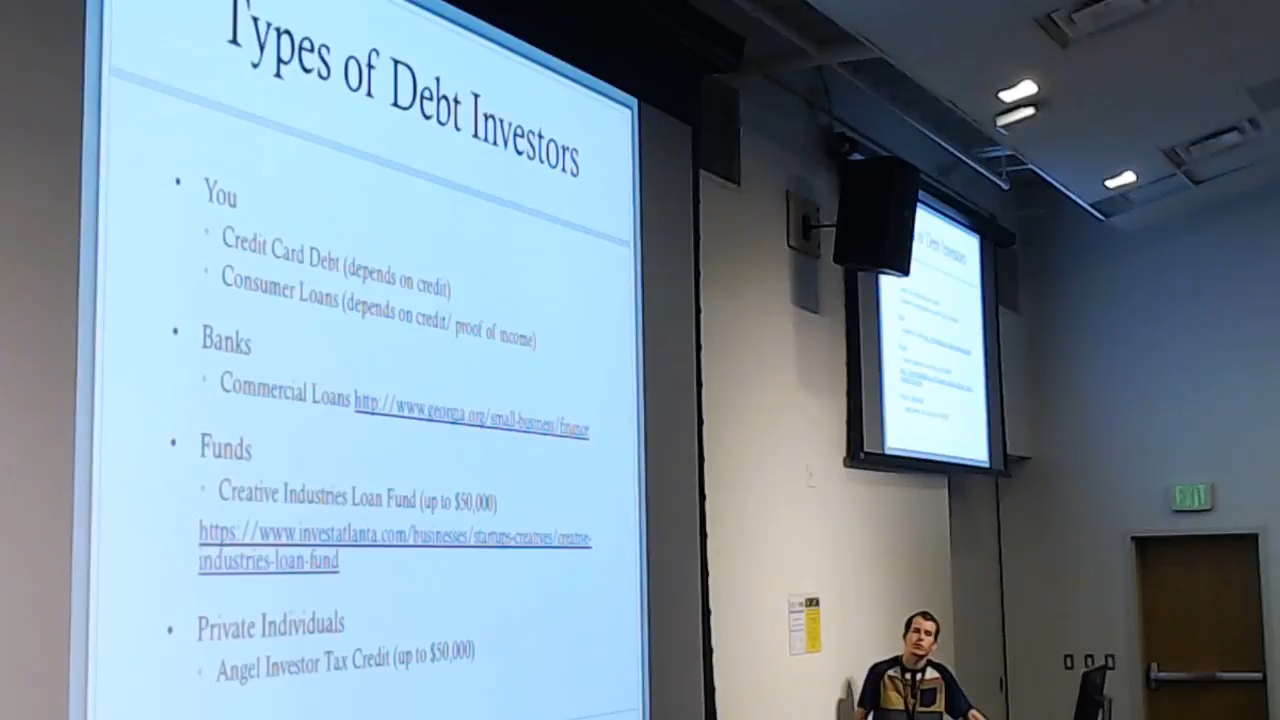 Types of Debt Investors
You
Credit Card Debt (depends on credit)
Consumer Loans (depends on credit/ proof of income)
Banks
Commercial Loans http://www.georgia.org/small-business/finance
Funds
Creative Industries Loan Fund (up to $50,000)
https://www.investatlanta.com/businesses/startups-creatives/creative-
industries-loan-fund
Private Individuals
Angel Investor Tax Credit (up to $50,000)
of Debt Investors
EXIT